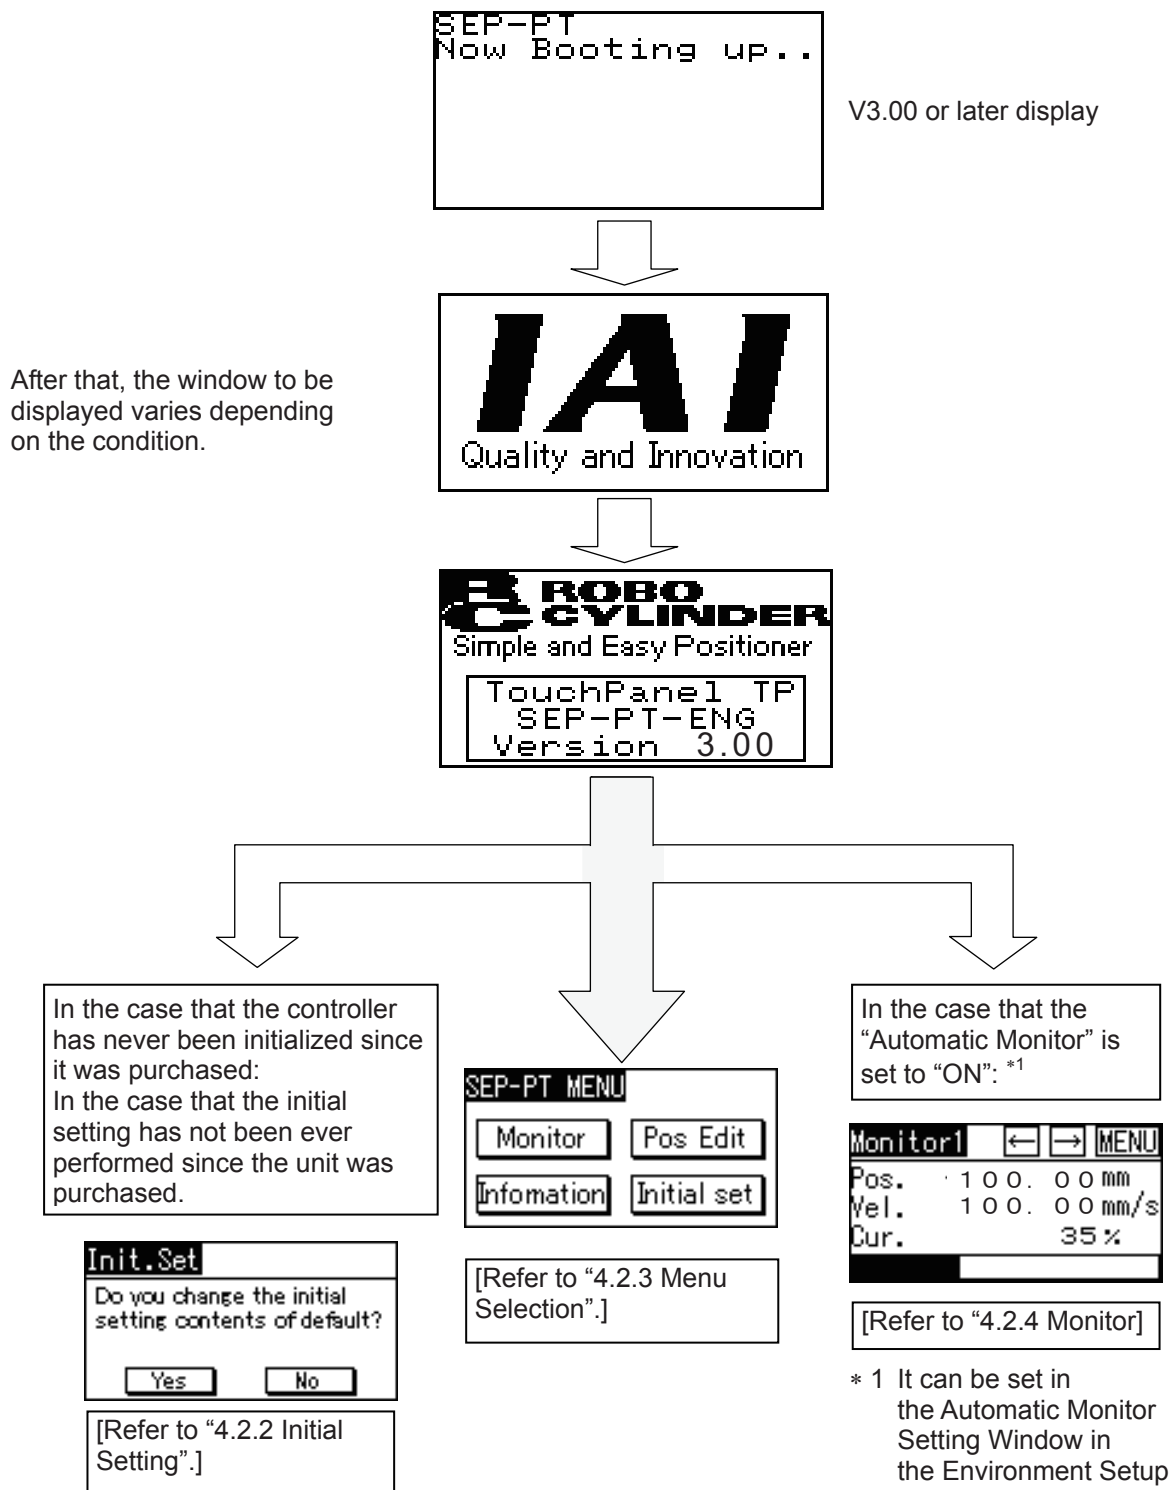 SEP-PT
Now Booting up..
V3.00 or later display
IAI
Quality and Innovation
After that, the window to be
displayed varies depending
on the condition.
RC ROBO
CYLINDER
Simple and Easy Positioner
TouchPanel TP
SEP-PT-ENG
Version 3.00
In the case that the controller
has never been initialized since
it was purchased:
In the case that the initial
setting has not been ever
performed since the unit was
purchased.
Init.Set
Do you change the initial
setting contents of default?
Yes No
[Refer to “4.2.2 Initial
Setting”.]
SEP-PT MENU
Monitor Pos Edit
Infomation Initial set
[Refer to “4.2.3 Menu
Selection”.]
In the case that the
“Automatic Monitor” is
set to “ON”: *1
Monitor1 ← → MENU
Pos. 100.00mm
Vel. 100.00mm/s
Cur. 35%
[Refer to “4.2.4 Monitor]
* 1 It can be set in
the Automatic Monitor
Setting Window in
the Environment Setup